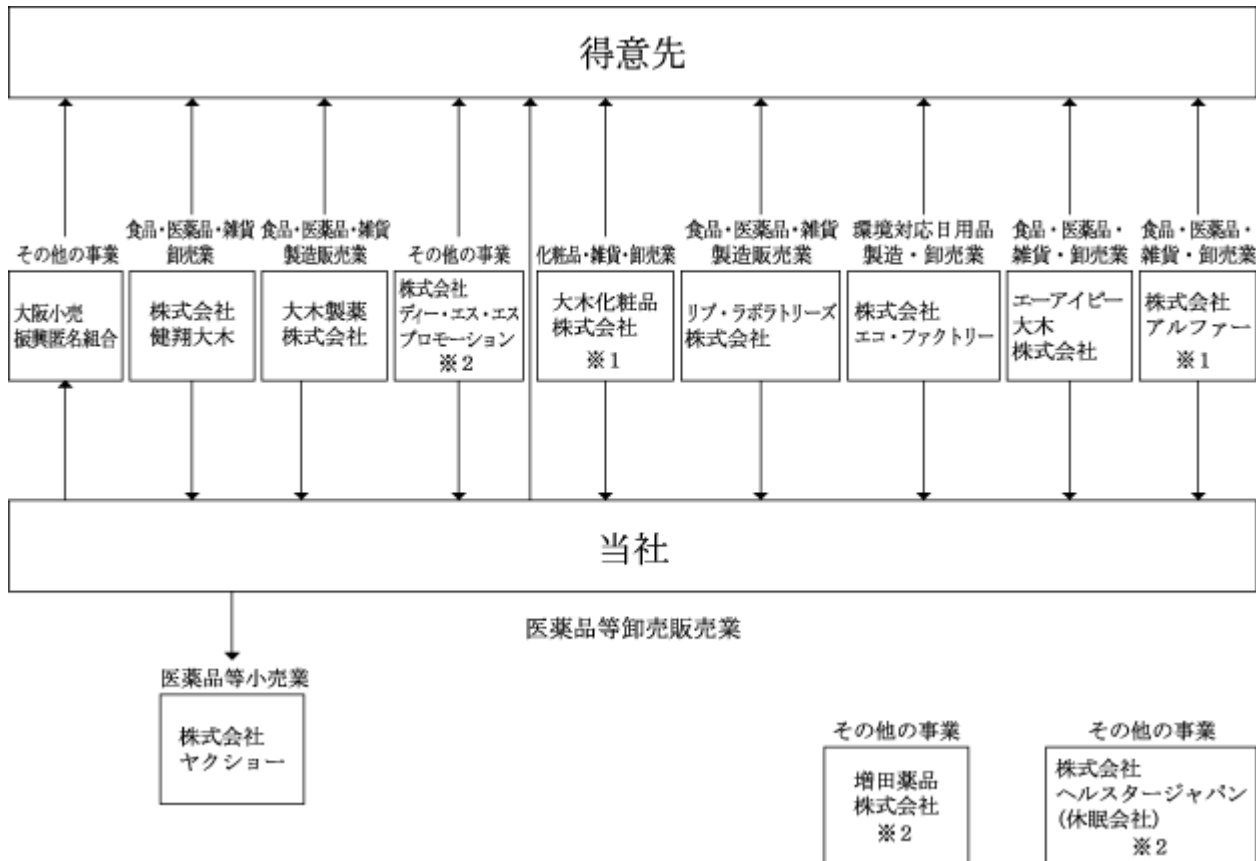 得意先
その他の事業
大阪小売
振興匿名組合
食品・医薬品・雑貨
卸売業
株式会社
健翔大木
食品・医薬品・雑貨
製造販売業
大木製薬
株式会社
その他の事業
株式会社
ディー・エス・エス
プロモーション
※2
化粧品・雑貨・卸売業
大木化粧品
株式会社
※1
食品・医薬品・雑貨
製造販売業
リブ・ラボラトリーズ
株式会社
環境対応日用品
製造・卸売業
株式会社
エコ・ファクトリー
食品・医薬品・
雑貨・卸売業
エーアイピー
大木
株式会社
食品・医薬品・
雑貨・卸売業
株式会社
アルファー
※1
当社
医薬品等卸売販売業
医薬品等小売業
株式会社
ヤクショー
その他の事業
増田薬品
株式会社
※2
その他の事業
株式会社
ヘルスタージャパン
(休眠会社)
※2